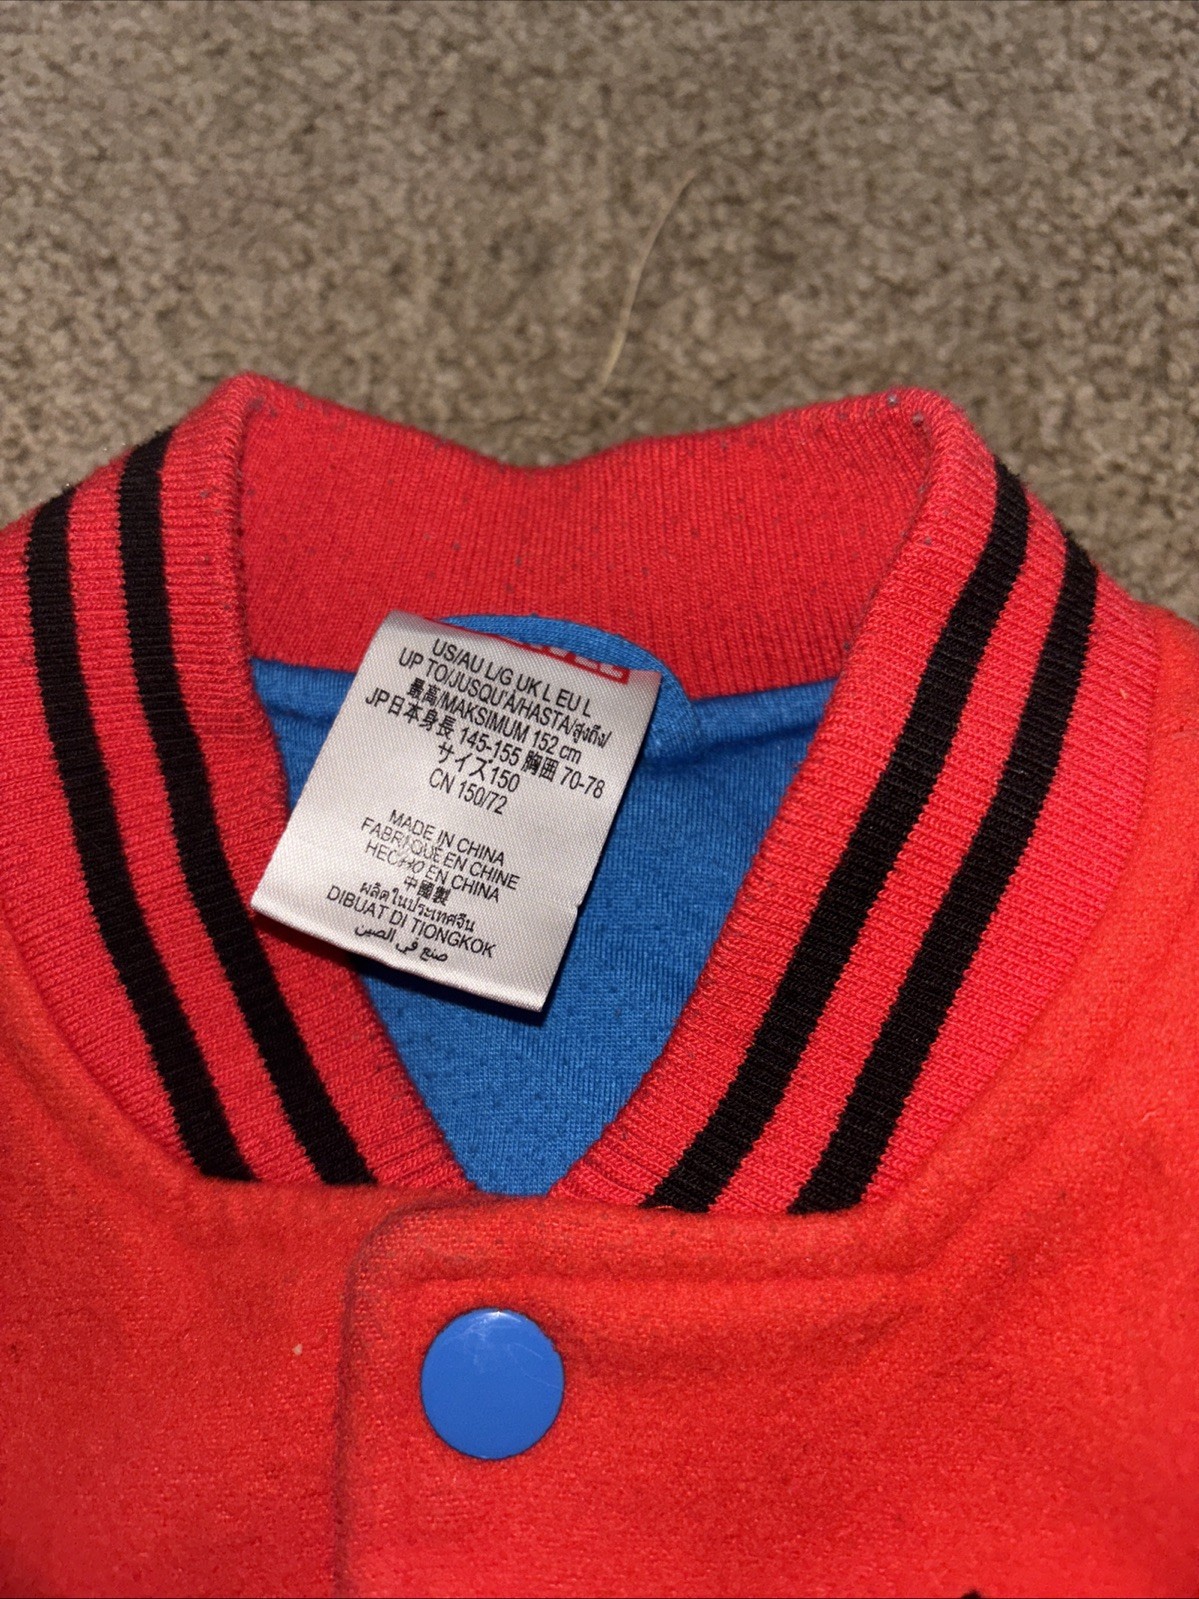 US/AU L/G UK L EU L
UP TO/JUSQU'À/HASTA/สูงถึง/
最高/MAKSIMUM 152 cm
JP日本身長 145-155 胸囲 70-78
サイズ150
CN 150/72
MADE IN CHINA
FABRIQUÉ EN CHINE
HECHO EN CHINA
中國製
ผลิตในประเทศจีน
DIBUAT DI TIONGKOK
صنع في الصين